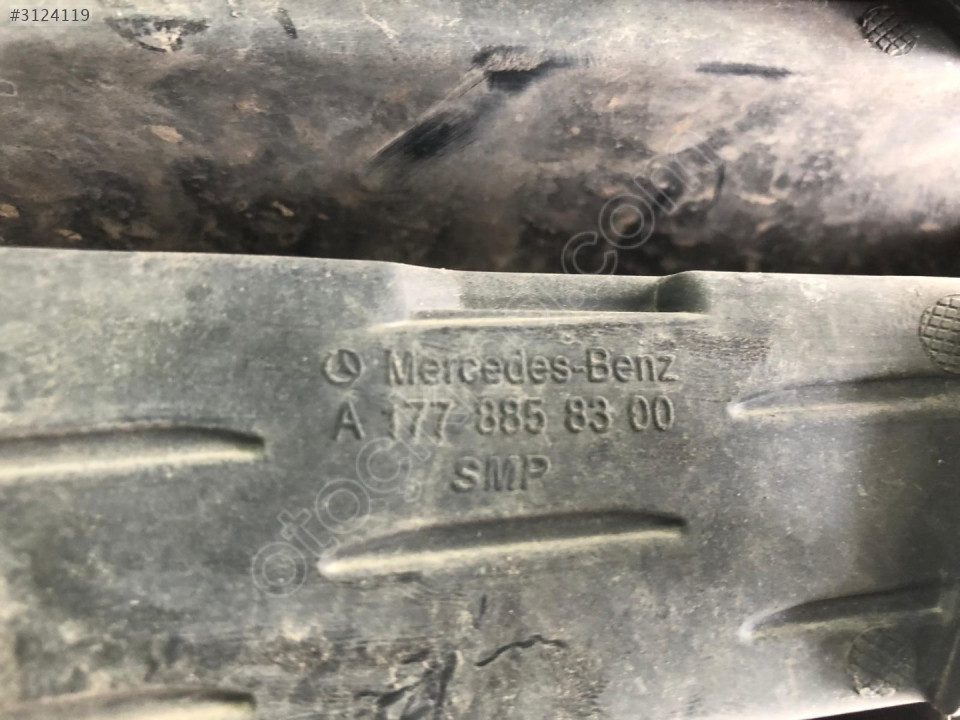 #3124119
Mercedes-Benz
A 177 885 83 00
SMP